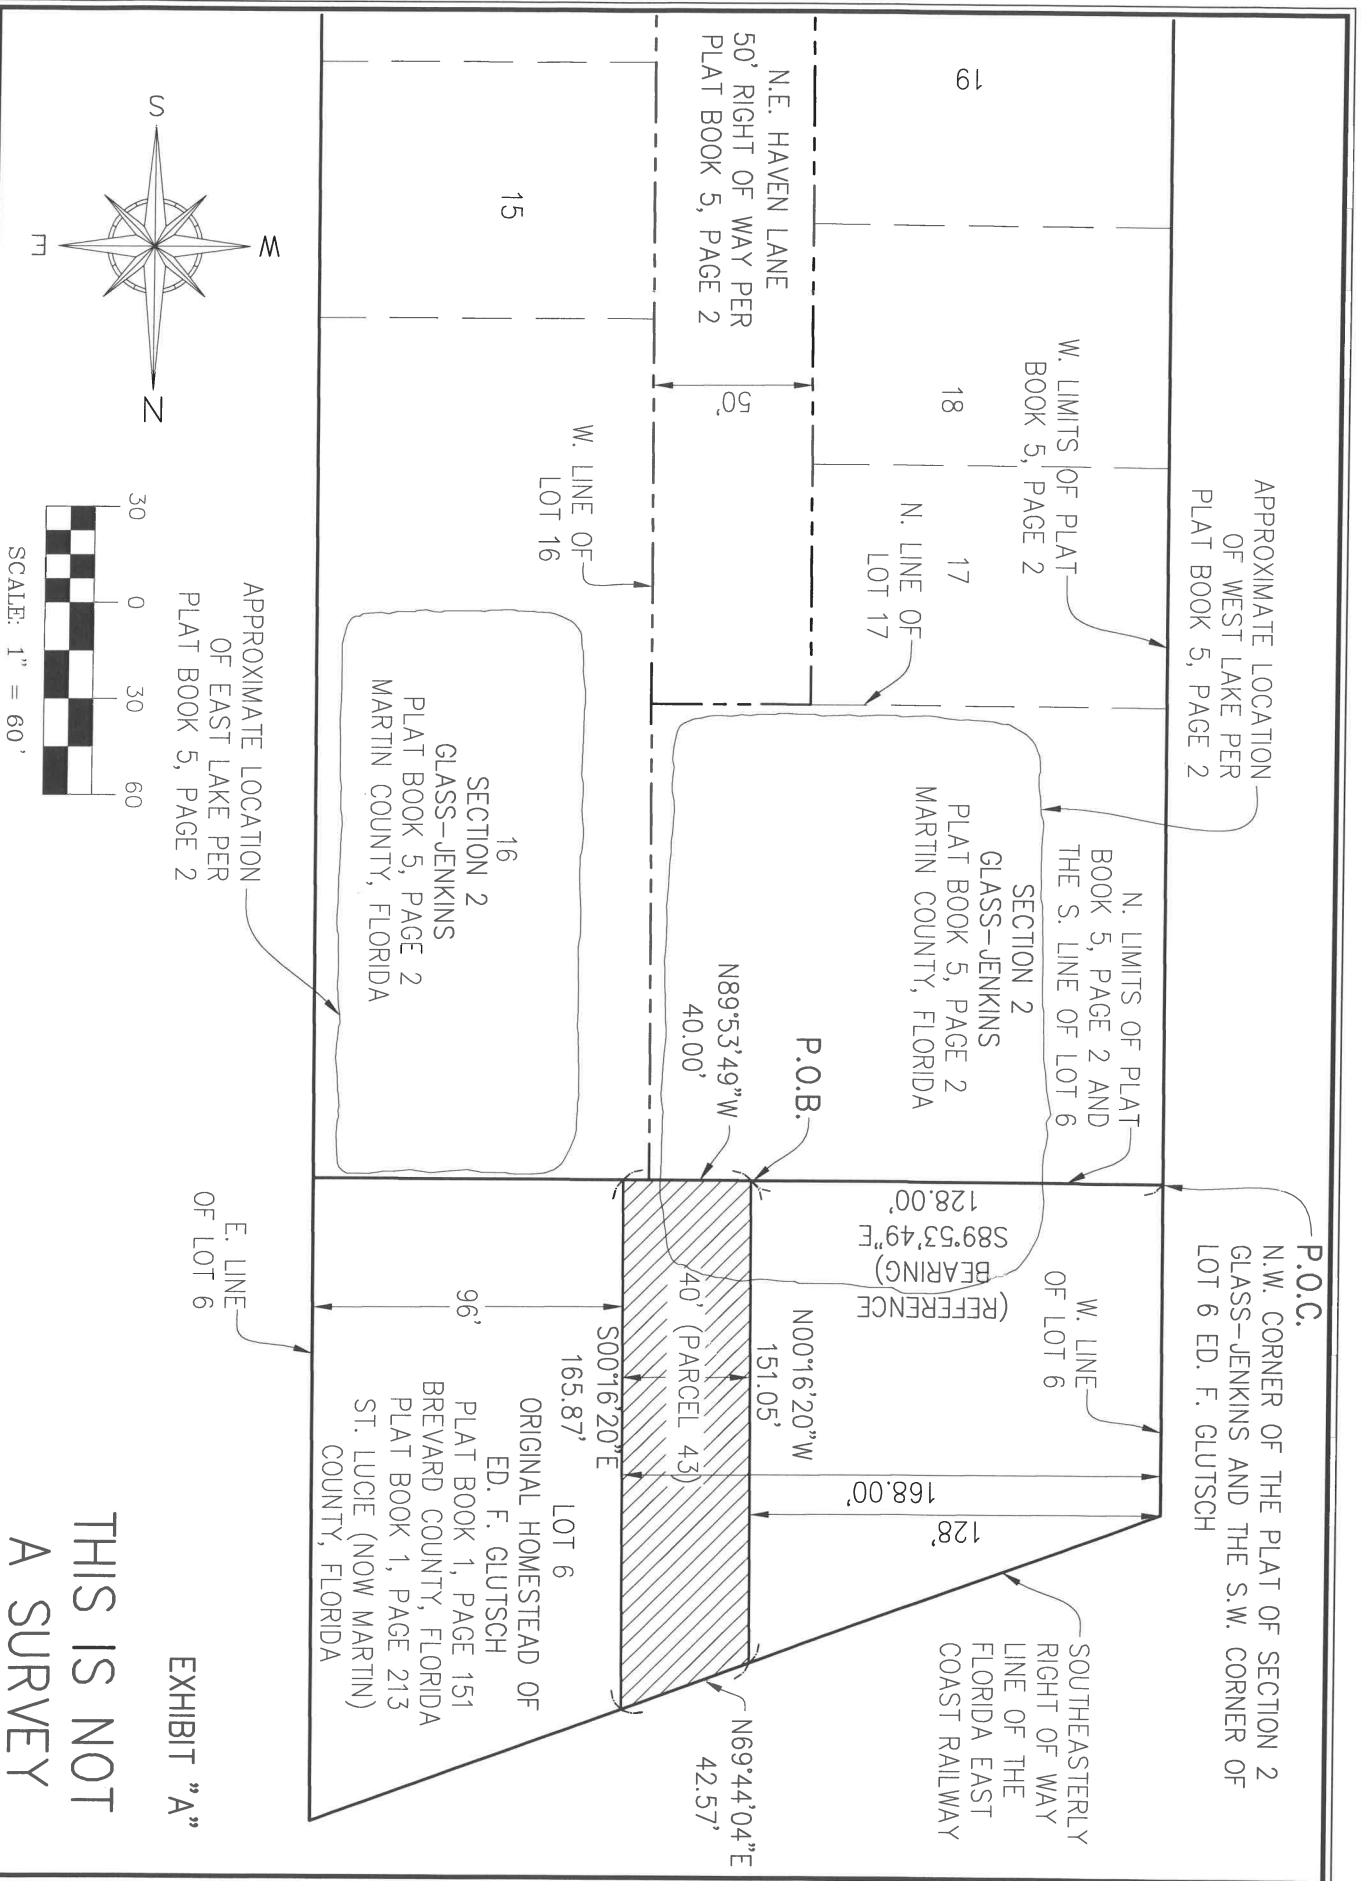 P.O.C.
N.W. CORNER OF THE PLAT OF SECTION 2
GLASS-JENKINS AND THE S.W. CORNER OF
LOT 6 ED. F. GLUTSCH
APPROXIMATE LOCATION
OF WEST LAKE PER
PLAT BOOK 5, PAGE 2
W. LIMITS OF PLAT
BOOK 5, PAGE 2
N. LIMITS OF PLAT
BOOK 5, PAGE 2 AND
THE S. LINE OF LOT 6
W. LINE
OF LOT 6
SOUTHEASTERLY
RIGHT OF WAY
LINE OF THE
FLORIDA EAST
COAST RAILWAY
19
18
17
N. LINE OF
LOT 17
SECTION 2
GLASS-JENKINS
PLAT BOOK 5, PAGE 2
MARTIN COUNTY, FLORIDA
(REFERENCE
BEARING)
S89°53'49"E
128.00'
168.00'
128'
N.E. HAVEN LANE
50' RIGHT OF WAY PER
PLAT BOOK 5, PAGE 2
50'
P.O.B.
N89°53'49"W
40.00'
N00°16'20"W
151.05'
40' (PARCEL 43)
N69°44'04"E
42.57'
S00°16'20"E
165.87'
W. LINE OF
LOT 16
15
16
SECTION 2
GLASS-JENKINS
PLAT BOOK 5, PAGE 2
MARTIN COUNTY, FLORIDA
96'
LOT 6
ORIGINAL HOMESTEAD OF
ED. F. GLUTSCH
PLAT BOOK 1, PAGE 151
BREVARD COUNTY, FLORIDA
PLAT BOOK 1, PAGE 213
ST. LUCIE (NOW MARTIN)
COUNTY, FLORIDA
APPROXIMATE LOCATION
OF EAST LAKE PER
PLAT BOOK 5, PAGE 2
E. LINE
OF LOT 6
S
W
E
N
30
0
30
60
SCALE: 1" = 60'
EXHIBIT "A"
THIS IS NOT
A SURVEY